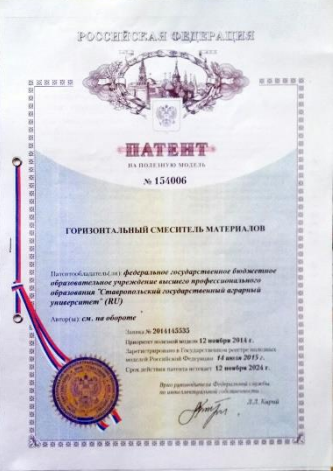 РОССИЙСКАЯ ФЕДЕРАЦИЯ
ПАТЕНТ
НА ПОЛЕЗНУЮ МОДЕЛЬ
№ 154006
ГОРИЗОНТАЛЬНЫЙ СМЕСИТЕЛЬ МАТЕРИАЛОВ
Патентообладатель(ли): федеральное государственное бюджетное
образовательное учреждение высшего профессионального
образования "Ставропольский государственный аграрный
университет" (RU)
Автор(ы): см. на обороте
Заявка № 2014145535
Приоритет полезной модели 12 ноября 2014 г.
Зарегистрировано в Государственном реестре полезных
моделей Российской Федерации 14 июля 2015 г.
Срок действия патента истекает 12 ноября 2024 г.
Врио руководителя Федеральной службы
по интеллектуальной собственности
Л.Л. Кирий